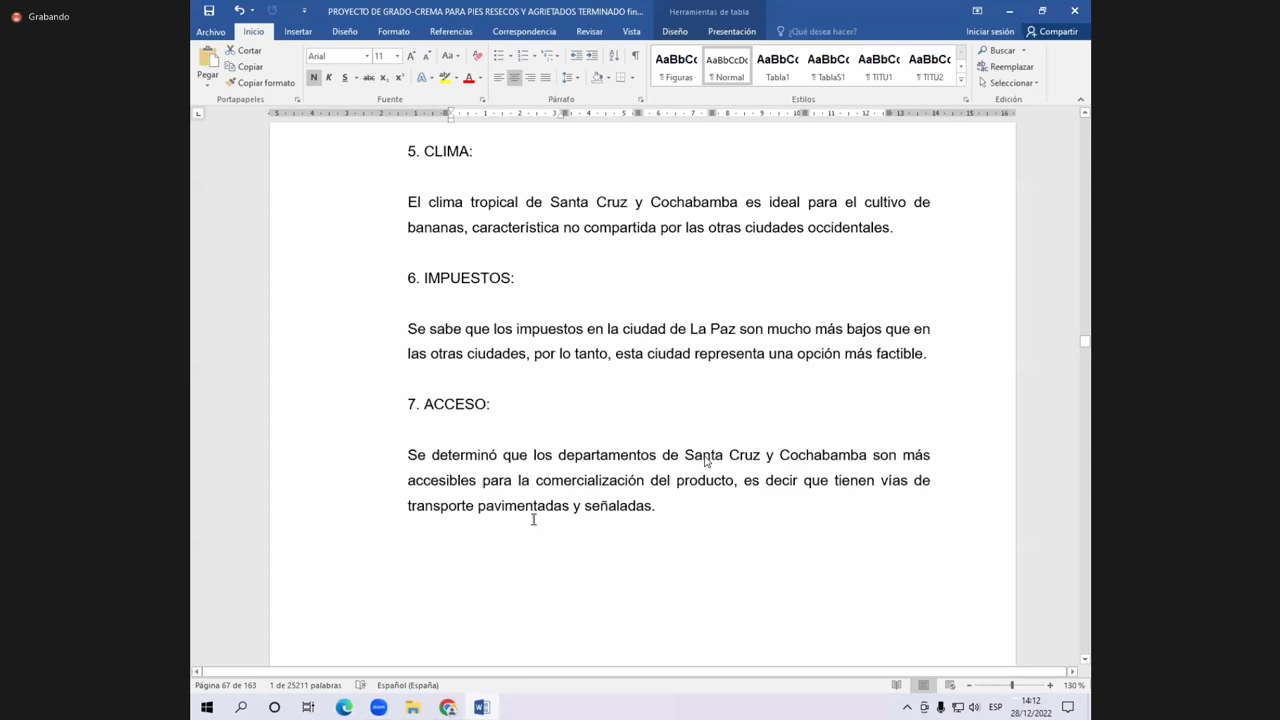 Grabando
PROYECTO DE GRADO-CREMA PARA PIES RESECOS Y AGRIETADOS TERMINADO fin...
Herramientas de tabla
Archivo Inicio Insertar Diseño Formato Referencias Correspondencia Revisar Vista Diseño Presentación ¿Qué desea hacer? Iniciar sesión Compartir
Pegar
Cortar
Copiar
Copiar formato
Portapapeles
Arial 11
N K S abc x₂ x²
Fuente
Párrafo
AaBbCc AaBbCcDc AaBbCc AaBbCc AaBbCc AaBbCc
¶ Figuras ¶ Normal Tabla1 ¶ TablaS1 ¶ TITU1 ¶ TITU2
Estilos
Buscar
Reemplazar
Seleccionar
Edición
5. CLIMA:
El clima tropical de Santa Cruz y Cochabamba es ideal para el cultivo de
bananas, característica no compartida por las otras ciudades occidentales.
6. IMPUESTOS:
Se sabe que los impuestos en la ciudad de La Paz son mucho más bajos que en
las otras ciudades, por lo tanto, esta ciudad representa una opción más factible.
7. ACCESO:
Se determinó que los departamentos de Santa Cruz y Cochabamba son más
accesibles para la comercialización del producto, es decir que tienen vías de
transporte pavimentadas y señaladas.
Página 67 de 163 1 de 25211 palabras Español (España) 130 %
zoom
ESP
14:12
28/12/2022